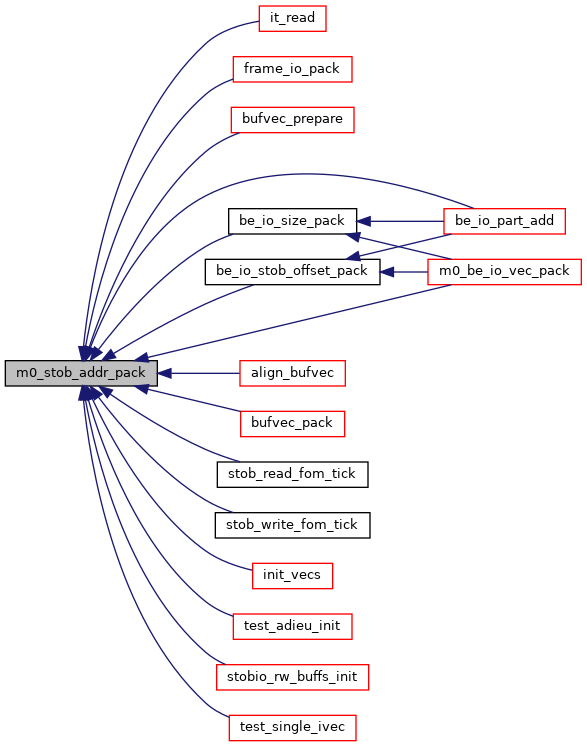 it_read
frame_io_pack
bufvec_prepare
be_io_size_pack
be_io_part_add
be_io_stob_offset_pack
m0_be_io_vec_pack
m0_stob_addr_pack
align_bufvec
bufvec_pack
stob_read_fom_tick
stob_write_fom_tick
init_vecs
test_adieu_init
stobio_rw_buffs_init
test_single_ivec